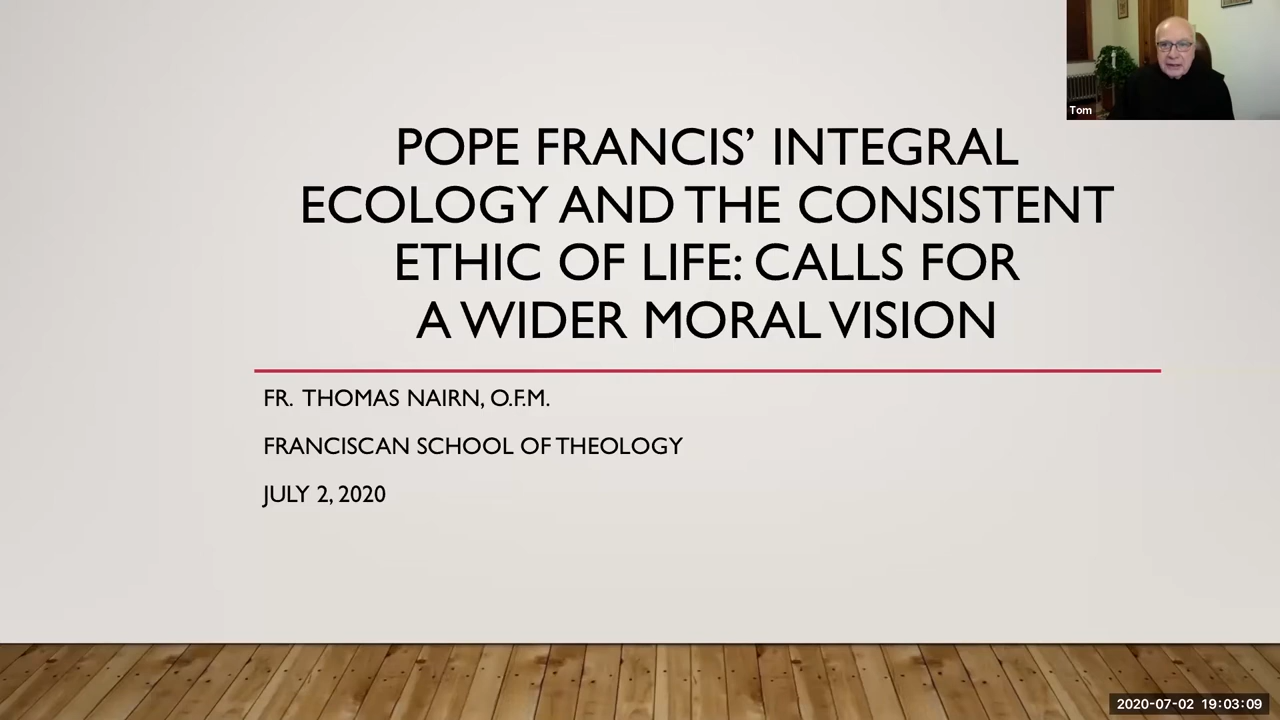 Tom
POPE FRANCIS’ INTEGRAL
ECOLOGY AND THE CONSISTENT
ETHIC OF LIFE: CALLS FOR
A WIDER MORAL VISION
FR. THOMAS NAIRN, O.F.M.
FRANCISCAN SCHOOL OF THEOLOGY
JULY 2, 2020
2020-07-02 19:03:09